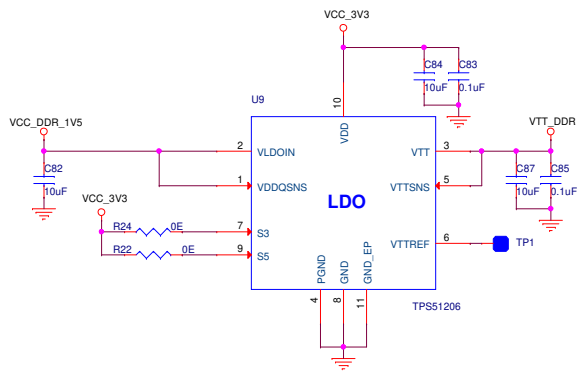 VCC_3V3
C84
C83
10uF
0.1uF
U9
10
VDD
VCC_DDR_1V5
VTT_DDR
2
VLDOIN
VTT
3
C82
10uF
C87
C85
10uF
0.1uF
1
VDDQSNS
VTTSNS
5
VCC_3V3
LDO
R24
0E
7
S3
R22
0E
9
S5
VTTREF
6
TP1
PGND
GND
GND_EP
4
8
11
TPS51206